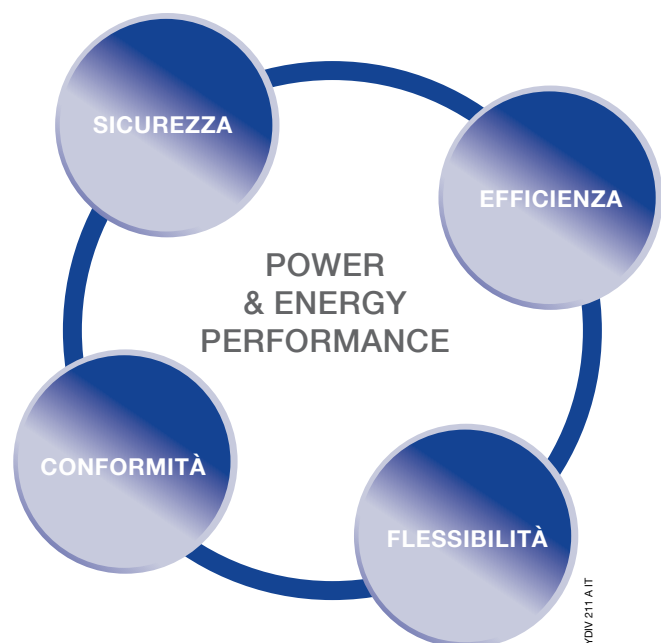 SICUREZZA
EFFICIENZA
POWER
& ENERGY
PERFORMANCE
CONFORMITÀ
FLESSIBILITÀ
YDIV 211 A IT